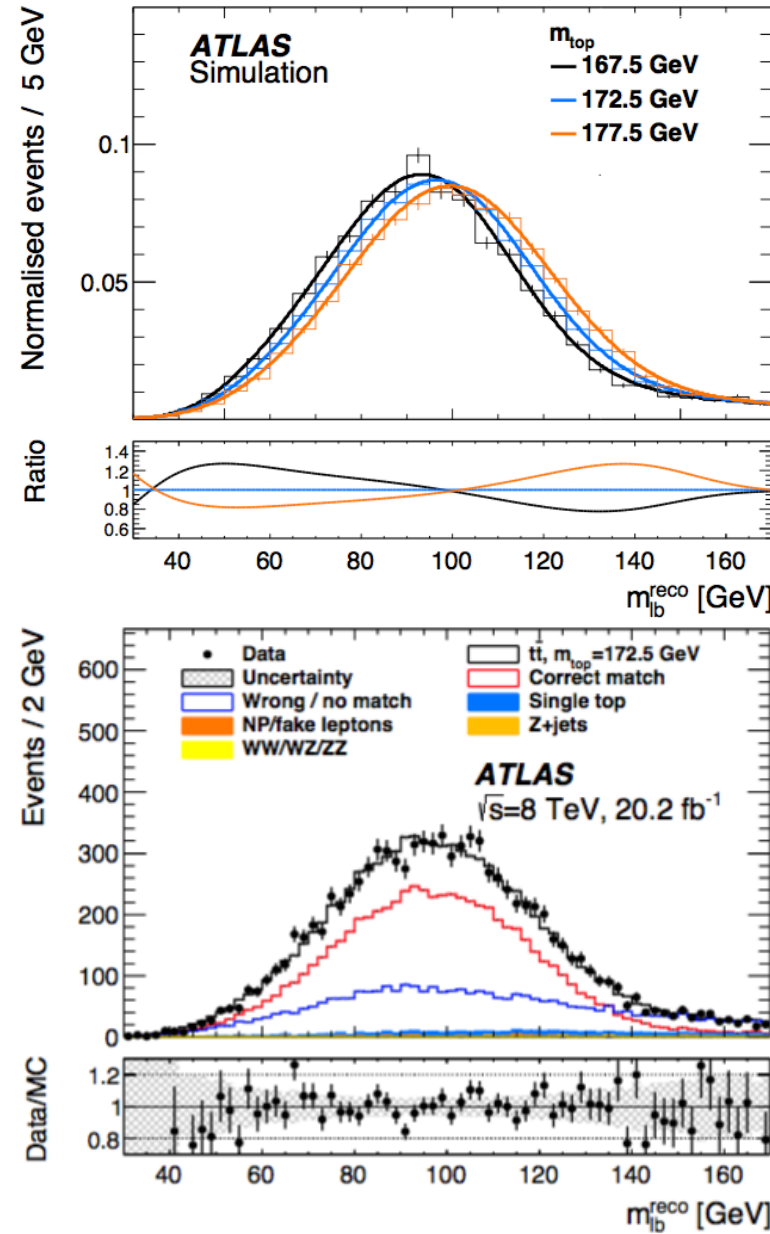 ATLAS
Simulation
m_top
167.5 GeV
172.5 GeV
177.5 GeV
Normalised events / 5 GeV
0.1
0.05
Ratio
1.4
1.2
1
0.8
0.6
40 60 80 100 120 140 160
m_lb^reco [GeV]
Events / 2 GeV
600
500
400
300
200
100
0
Data
Uncertainty
Wrong / no match
NP/fake leptons
WW/WZ/ZZ
tt̄, m_top=172.5 GeV
Correct match
Single top
Z+jets
ATLAS
√s=8 TeV, 20.2 fb⁻¹
Data/MC
1.2
1
0.8
40 60 80 100 120 140 160
m_lb^reco [GeV]